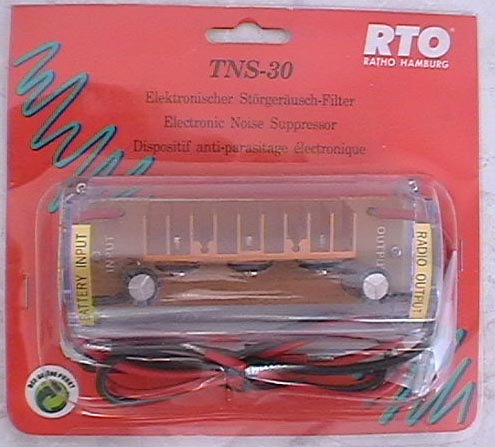 RTO
RATHO HAMBURG
TNS-30
Elektronischer Störgeräusch-Filter
Electronic Noise Suppressor
Dispositif anti-parasitage électronique
BATTERY INPUT
INPUT
OUTPUT
RADIO OUTPUT